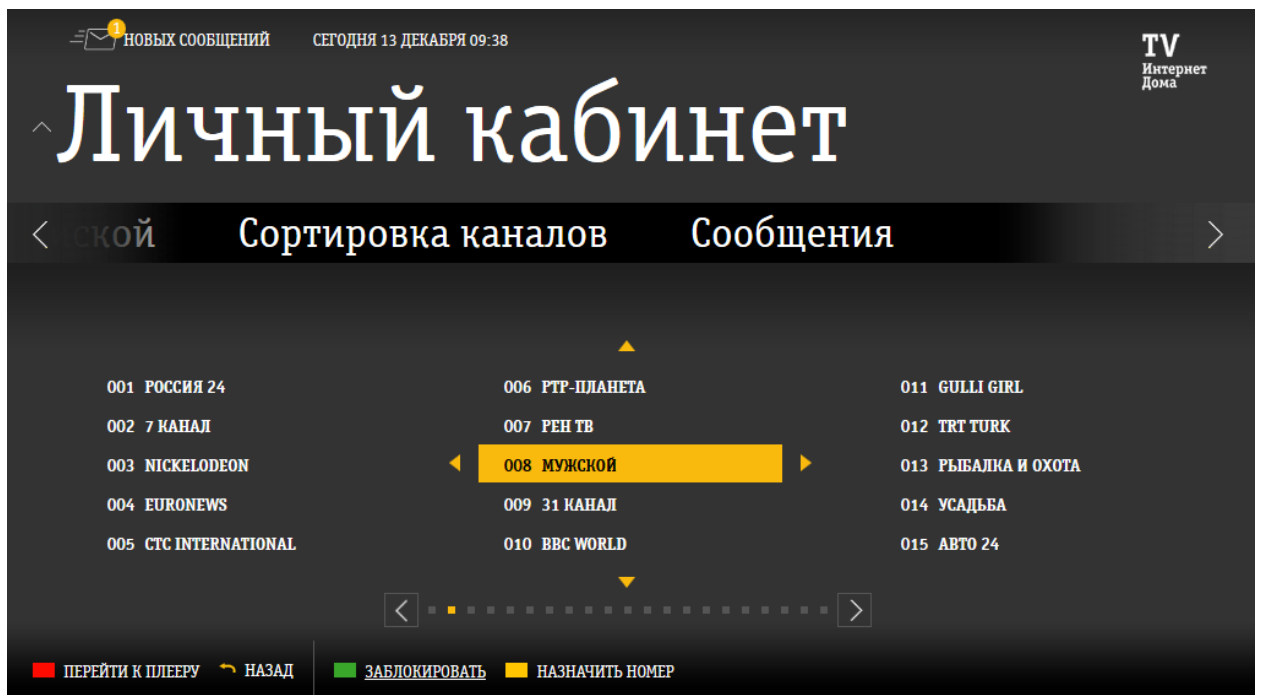 1
НОВЫХ СООБЩЕНИЙ СЕГОДНЯ 13 ДЕКАБРЯ 09:38
TV
Интернет
Дома
Личный кабинет
ской Сортировка каналов Сообщения
001 РОССИЯ 24 006 РТР-ПЛАНЕТА 011 GULLI GIRL
002 7 КАНАЛ 007 РЕН ТВ 012 TRT TURK
003 NICKELODEON 008 МУЖСКОЙ 013 РЫБАЛКА И ОХОТА
004 EURONEWS 009 31 КАНАЛ 014 УСАДЬБА
005 СТС INTERNATIONAL 010 BBC WORLD 015 АВТО 24
ПЕРЕЙТИ К ПЛЕЕРУ НАЗАД ЗАБЛОКИРОВАТЬ НАЗНАЧИТЬ НОМЕР